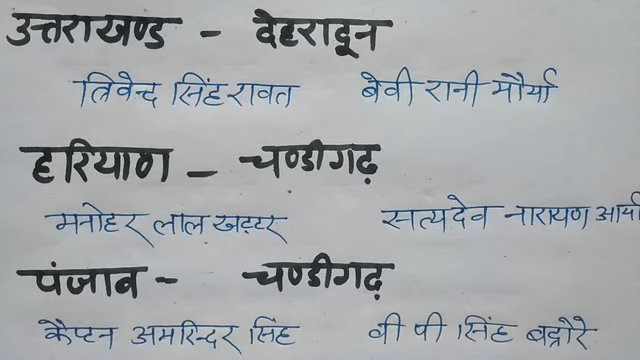 उत्तराखण्ड - देहरादून
त्रिवेन्द सिंह रावत बेवी रानी मौर्या
हरियाण - चण्डीगढ़
मनोहर लाल खट्टर सत्यदेव नारायण आर्या
पंजाब - चण्डीगढ़
कैप्टन अमरिन्दर सिंह वी पी सिंह बद्नोरे